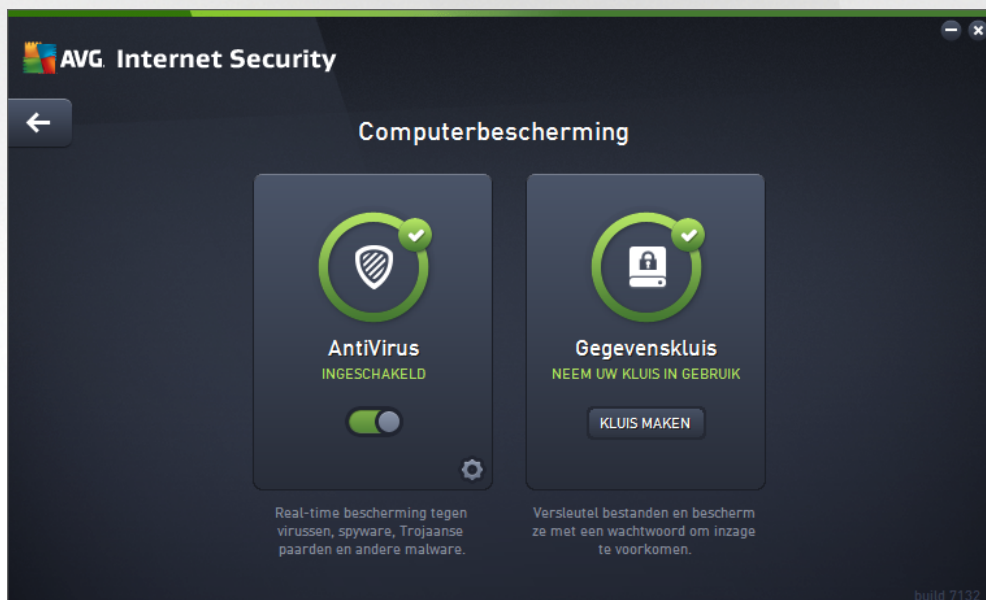 AVG. Internet Security
Computerbescherming
AntiVirus
INGESCHAKELD
Real-time bescherming tegen
virussen, spyware, Trojaanse
paarden en andere malware.
Gegevenskluis
NEEM UW KLUIS IN GEBRUIK
KLUIS MAKEN
Versleutel bestanden en bescherm
ze met een wachtwoord om inzage
te voorkomen.
build 7132